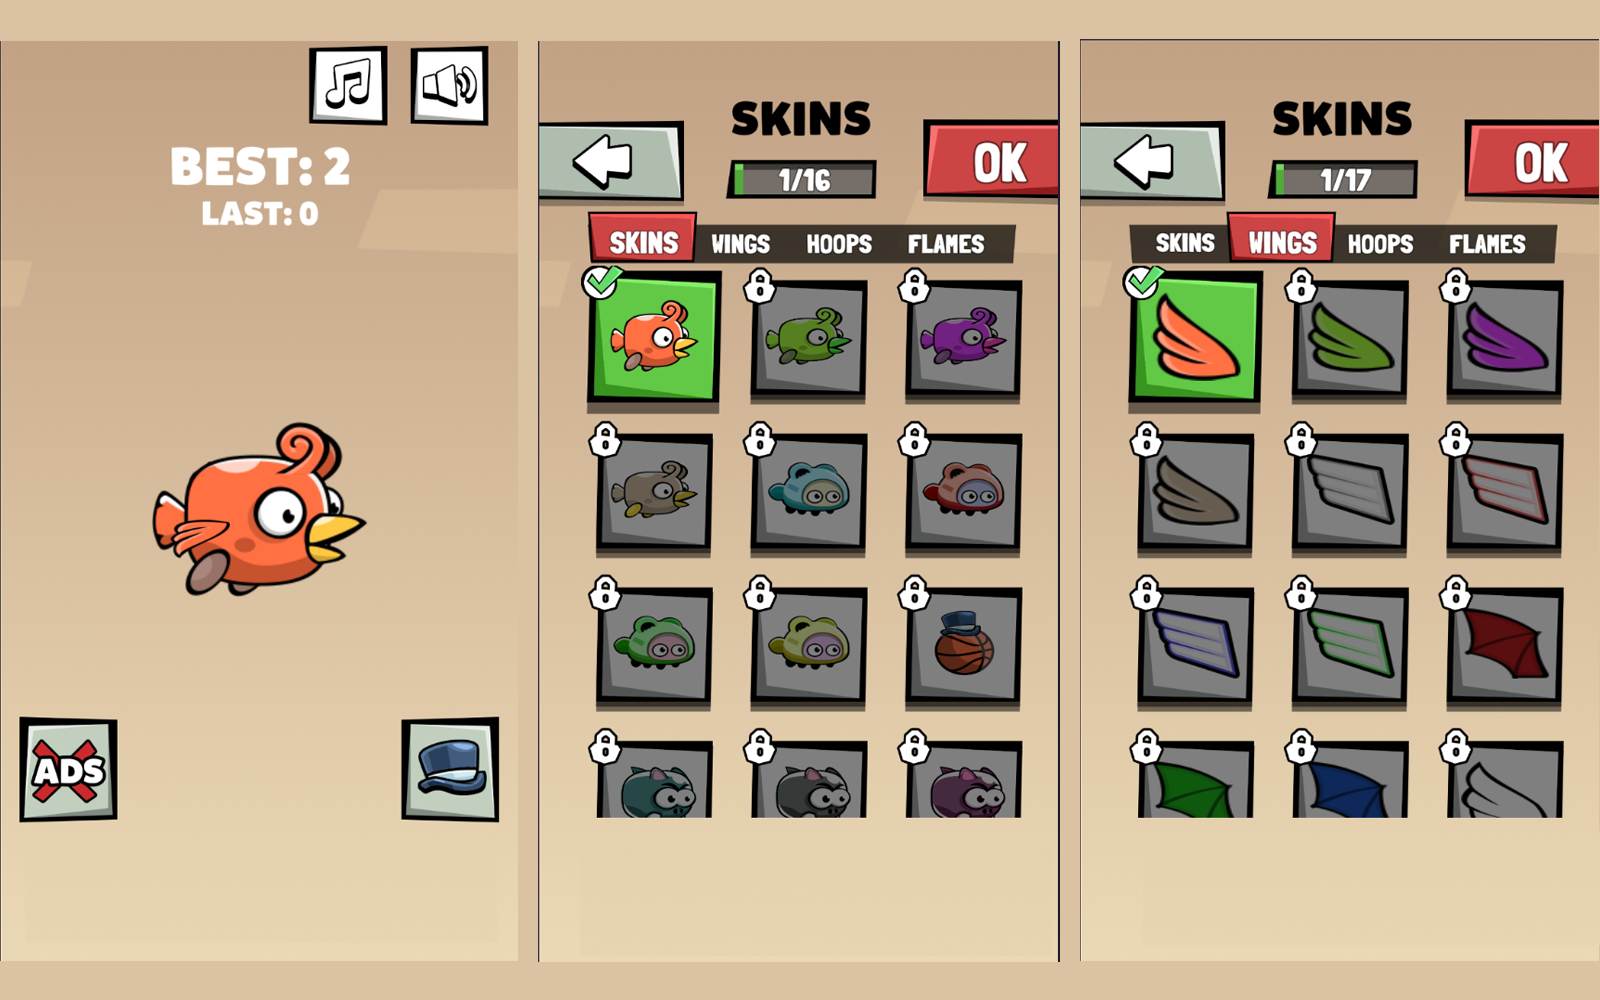 BEST: 2
LAST: 0
ADS
SKINS
OK
1/16
SKINS WINGS HOOPS FLAMES
SKINS
OK
1/17
SKINS WINGS HOOPS FLAMES